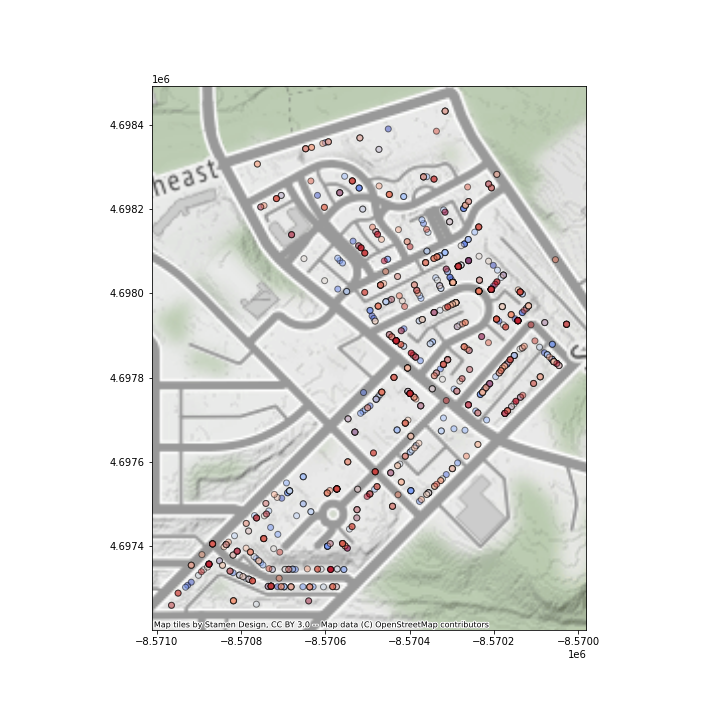 1e6
4.6984
heast
4.6982
4.6980
4.6978
4.6976
4.6974
Map tiles by Stamen Design, CC BY 3.0 -- Map data (C) OpenStreetMap contributors
−8.5710 −8.5708 −8.5706 −8.5704 −8.5702 −8.5700
1e6